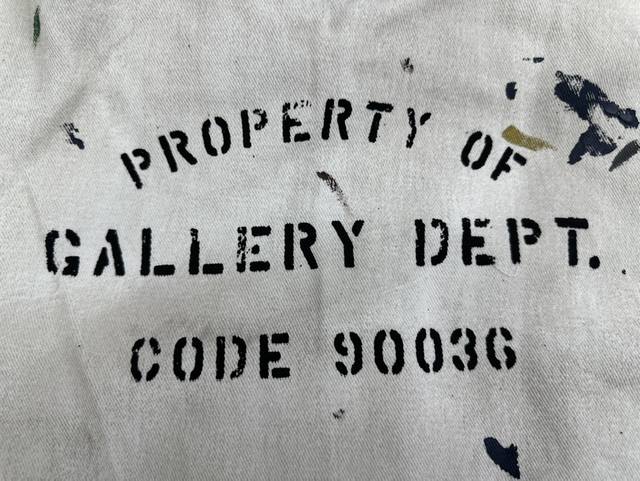 PROPERTY OF
GALLERY DEPT.
CODE 90036